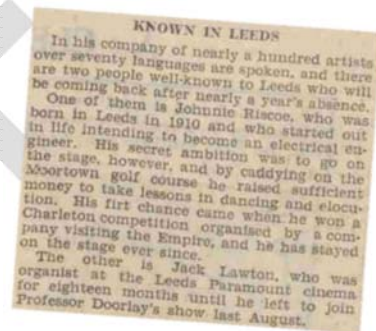 KNOWN IN LEEDS
In his company of nearly a hundred artists
over seventy languages are spoken, and there
are two people well-known to Leeds who will
be coming back after nearly a year's absence.
One of them is Johnnie Riscoe, who was
born in Leeds in 1910 and who started out
in life intending to become an electrical en-
gineer. His secret ambition was to go on
the stage, however, and by caddying on the
Moortown golf course he raised sufficient
money to take lessons in dancing and elocu-
tion. His firt chance came when he won a
Charleton competition organised by a com-
pany visiting the Empire, and he has stayed
on the stage ever since.
The other is Jack Lawton, who was
organist at the Leeds Paramount cinema
for eighteen months until he left to join
Professor Doorlay's show last August.